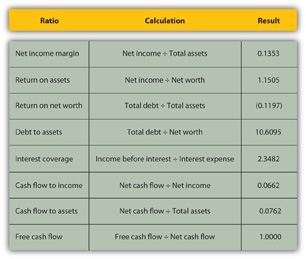 Ratio Calculation Result
Net income margin Net income ÷ Total assets 0.1353
Return on assets Net income ÷ Net worth 1.1505
Return on net worth Total debt ÷ Total assets (0.1197)
Debt to assets Total debt ÷ Net worth 10.6095
Interest coverage Income before interest ÷ Interest expense 2.3482
Cash flow to income Net cash flow ÷ Net income 0.0662
Cash flow to assets Net cash flow ÷ Total assets 0.0762
Free cash flow Free cash flow ÷ Net cash flow 1.0000